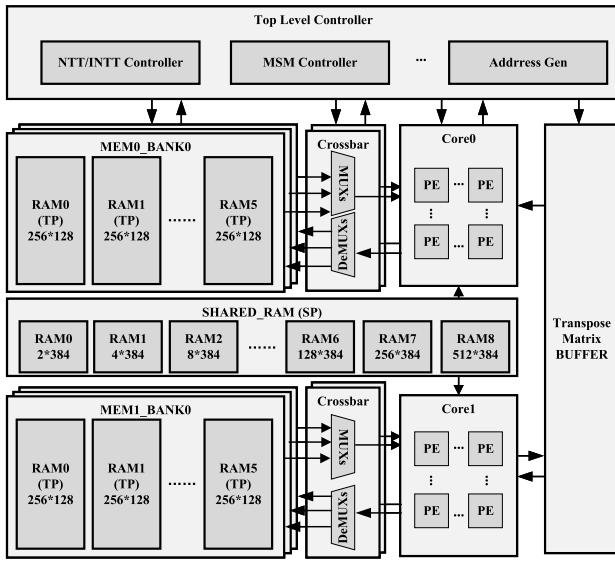 Top Level Controller
NTT/INTT Controller
MSM Controller
...
Addrress Gen
MEM0_BANK0
RAM0
(TP)
256*128
RAM1
(TP)
256*128
......
RAM5
(TP)
256*128
Crossbar
MUXs
DeMUXs
Core0
PE ... PE
...
...
PE ... PE
SHARED_RAM (SP)
RAM0
2*384
RAM1
4*384
RAM2
8*384
......
RAM6
128*384
RAM7
256*384
RAM8
512*384
MEM1_BANK0
RAM0
(TP)
256*128
RAM1
(TP)
256*128
......
RAM5
(TP)
256*128
Crossbar
MUXs
DeMUXs
Core1
PE ... PE
...
...
PE ... PE
Transpose
Matrix
BUFFER